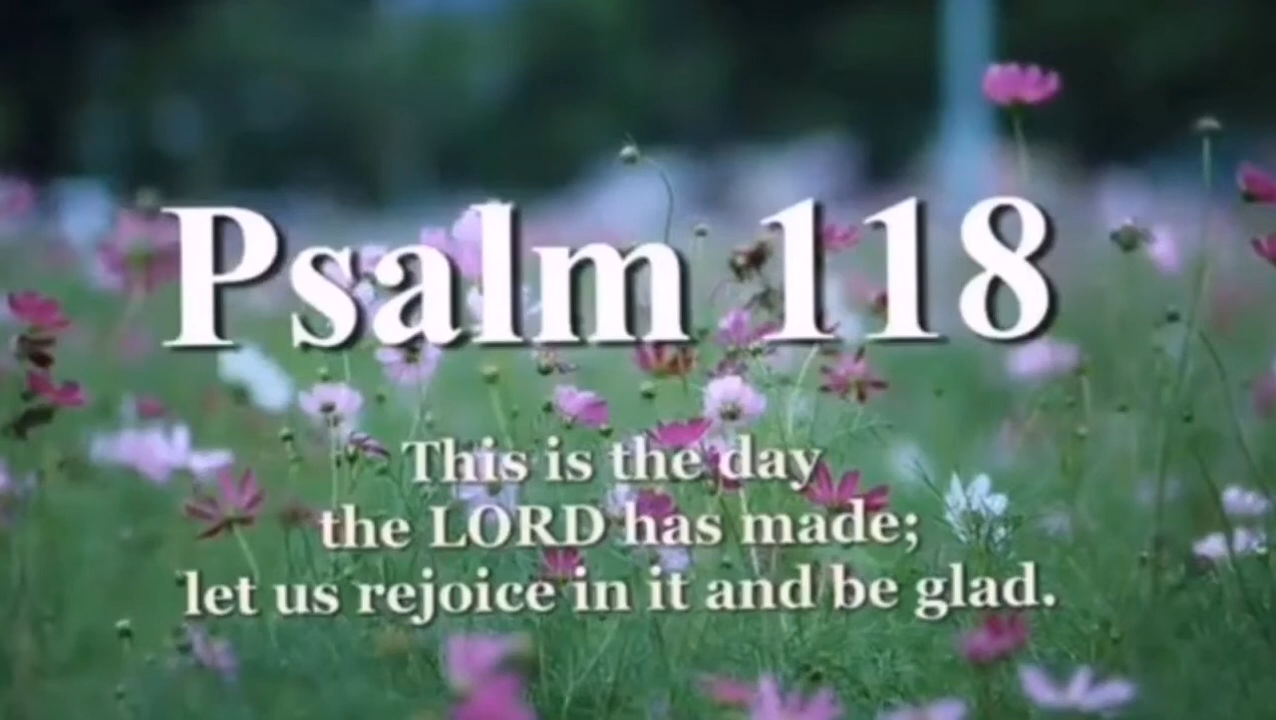 Psalm 118
This is the day
the LORD has made;
let us rejoice in it and be glad.